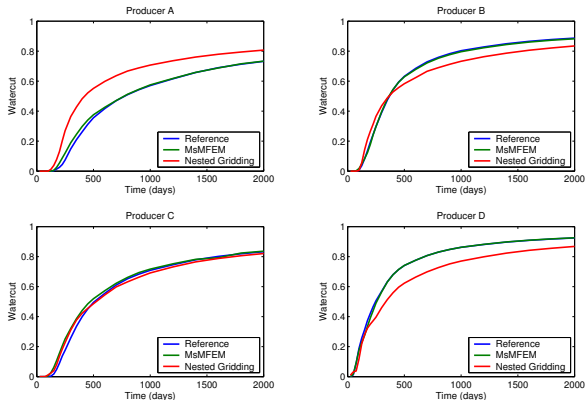 Producer A
Watercut
1
0.8
0.6
0.4
0.2
0
0 500 1000 1500 2000
Time (days)
Reference
MsMFEM
Nested Gridding
Producer B
Watercut
1
0.8
0.6
0.4
0.2
0
0 500 1000 1500 2000
Time (days)
Reference
MsMFEM
Nested Gridding
Producer C
Watercut
1
0.8
0.6
0.4
0.2
0
0 500 1000 1500 2000
Time (days)
Reference
MsMFEM
Nested Gridding
Producer D
Watercut
1
0.8
0.6
0.4
0.2
0
0 500 1000 1500 2000
Time (days)
Reference
MsMFEM
Nested Gridding